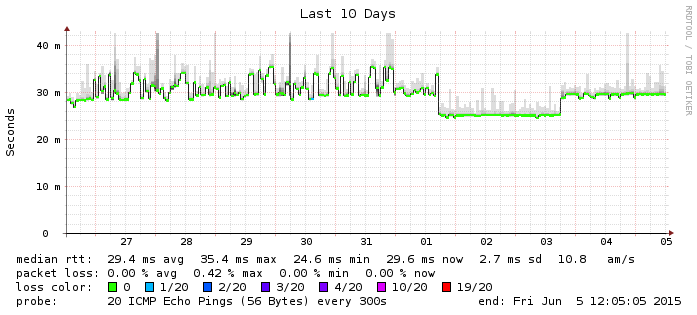 Last 10 Days
RRDTOOL / TOBI OETIKER
Seconds
40 m
30 m
20 m
10 m
0
27 28 29 30 31 01 02 03 04 05
median rtt: 29.4 ms avg 35.4 ms max 24.6 ms min 29.6 ms now 2.7 ms sd 10.8 am/s
packet loss: 0.00 % avg 0.42 % max 0.00 % min 0.00 % now
loss color: 0 1/20 2/20 3/20 4/20 10/20 19/20
probe: 20 ICMP Echo Pings (56 Bytes) every 300s end: Fri Jun 5 12:05:05 2015